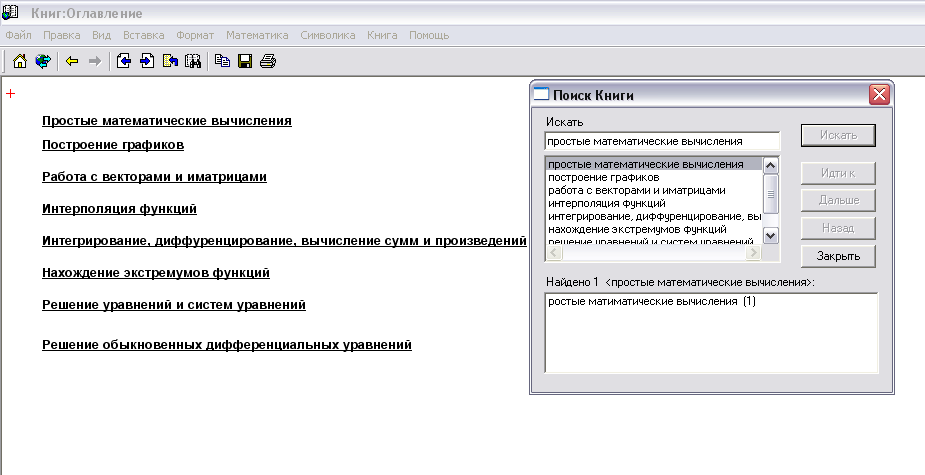 Книг:Оглавление
Файл Правка Вид Вставка Формат Математика Символика Книга Помощь
Простые математические вычисления
Построение графиков
Работа с векторами и иматрицами
Интерполяция функций
Интегрирование, диффуренцирование, вычисление сумм и произведений
Нахождение экстремумов функций
Решение уравнений и систем уравнений
Решение обыкновенных дифференциальных уравнений
Поиск Книги
Искать
простые математические вычисления
Искать
простые математические вычисления
построение графиков
работа с векторами и иматрицами
интерполяция функций
интегрирование, диффуренцирование, вы
нахождение экстремумов функций
решение уравнений и систем уравнений
Идти к
Дальше
Назад
Закрыть
Найдено 1 <простые математические вычисления>:
ростые матиматические вычисления (1)